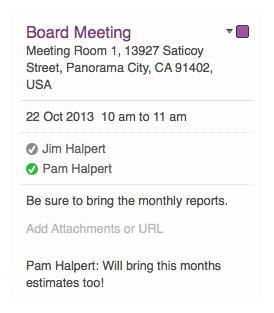 Board Meeting
Meeting Room 1, 13927 Saticoy
Street, Panorama City, CA 91402,
USA
22 Oct 2013  10 am to 11 am
Jim Halpert
Pam Halpert
Be sure to bring the monthly reports.
Add Attachments or URL
Pam Halpert: Will bring this months
estimates too!